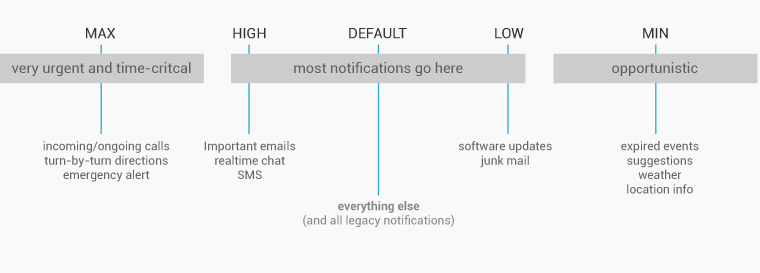 MAX
HIGH
DEFAULT
LOW
MIN
very urgent and time-critcal
most notifications go here
opportunistic
incoming/ongoing calls
turn-by-turn directions
emergency alert
Important emails
realtime chat
SMS
everything else
(and all legacy notifications)
software updates
junk mail
expired events
suggestions
weather
location info